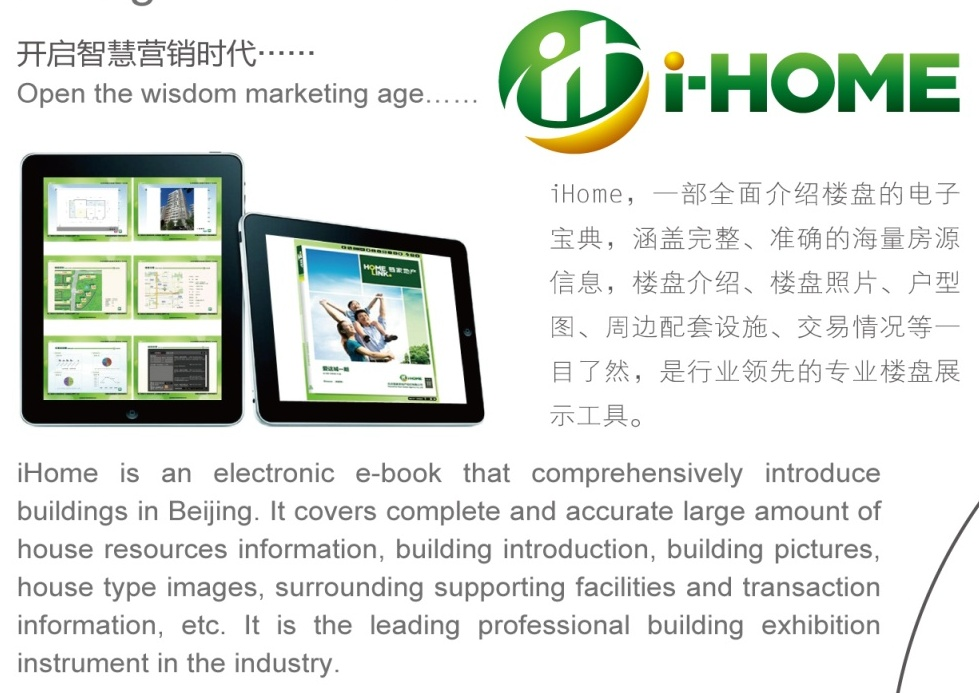 开启智慧营销时代……
Open the wisdom marketing age……
i-HOME
iHome，一部全面介绍楼盘的电子
宝典，涵盖完整、准确的海量房源
信息，楼盘介绍、楼盘照片、户型
图、周边配套设施、交易情况等一
目了然，是行业领先的专业楼盘展
示工具。
HOME
LINK
iHome is an electronic e-book that comprehensively introduce
buildings in Beijing. It covers complete and accurate large amount of
house resources information, building introduction, building pictures,
house type images, surrounding supporting facilities and transaction
information, etc. It is the leading professional building exhibition
instrument in the industry.